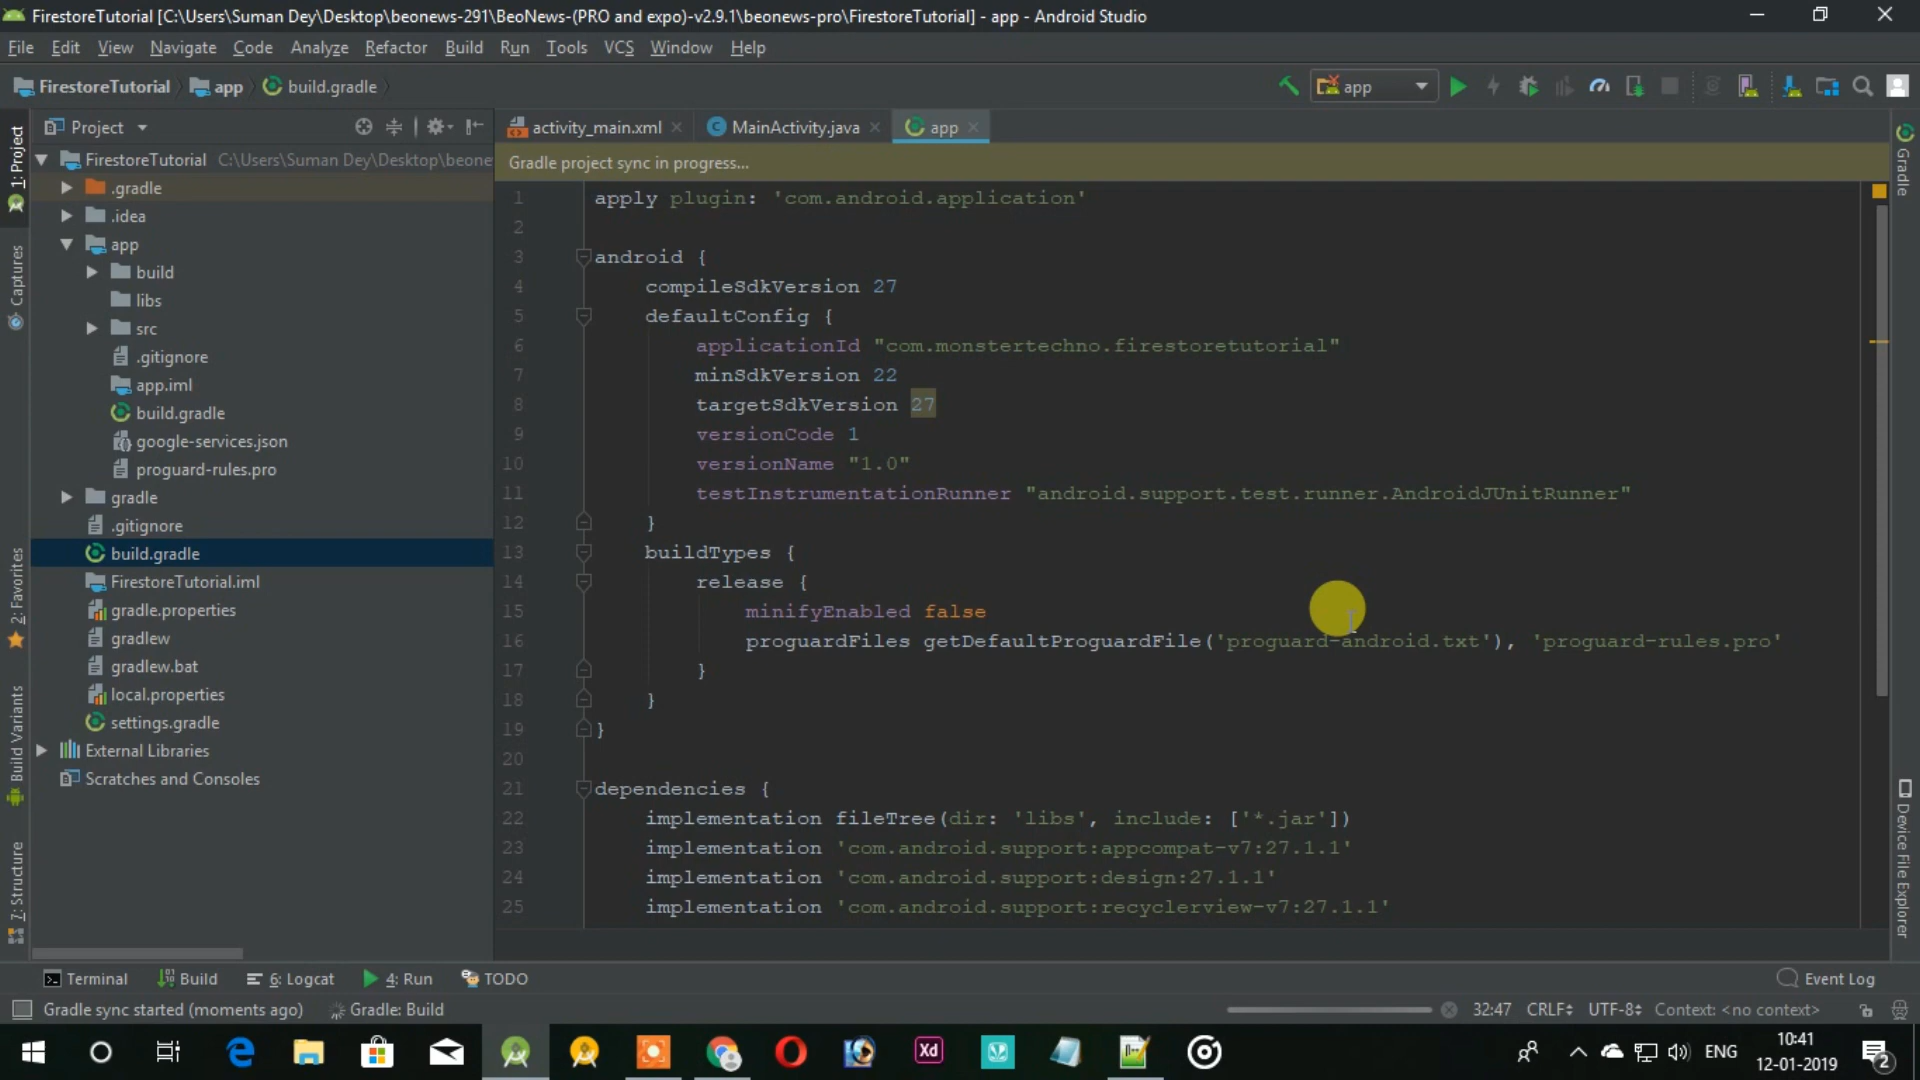 FirestoreTutorial [C:\Users\Suman Dey\Desktop\beonews-291\BeoNews-(PRO and expo)-v2.9.1\beonews-pro\FirestoreTutorial] - app - Android Studio
File Edit View Navigate Code Analyze Refactor Build Run Tools VCS Window Help
FirestoreTutorial app build.gradle app
Project activity_main.xml MainActivity.java app
FirestoreTutorial C:\Users\Suman Dey\Desktop\beone
Gradle project sync in progress...
.gradle
.idea
app
build
libs
src
.gitignore
app.iml
build.gradle
google-services.json
proguard-rules.pro
gradle
.gitignore
build.gradle
FirestoreTutorial.iml
gradle.properties
gradlew
gradlew.bat
local.properties
settings.gradle
External Libraries
Scratches and Consoles
1: Project
Captures
2: Favorites
Build Variants
7: Structure
1 apply plugin: 'com.android.application'
2
3 android {
4 compileSdkVersion 27
5 defaultConfig {
6 applicationId "com.monstertechno.firestoretutorial"
7 minSdkVersion 22
8 targetSdkVersion 27
9 versionCode 1
10 versionName "1.0"
11 testInstrumentationRunner "android.support.test.runner.AndroidJUnitRunner"
12 }
13 buildTypes {
14 release {
15 minifyEnabled false
16 proguardFiles getDefaultProguardFile('proguard-android.txt'), 'proguard-rules.pro'
17 }
18 }
19 }
20
21 dependencies {
22 implementation fileTree(dir: 'libs', include: ['*.jar'])
23 implementation 'com.android.support:appcompat-v7:27.1.1'
24 implementation 'com.android.support:design:27.1.1'
25 implementation 'com.android.support:recyclerview-v7:27.1.1'
Gradle
Device File Explorer
Terminal Build 6: Logcat 4: Run TODO Event Log
Gradle sync started (moments ago) Gradle: Build 32:47 CRLF UTF-8 Context: <no context>
Xd ENG 10:41
12-01-2019 2